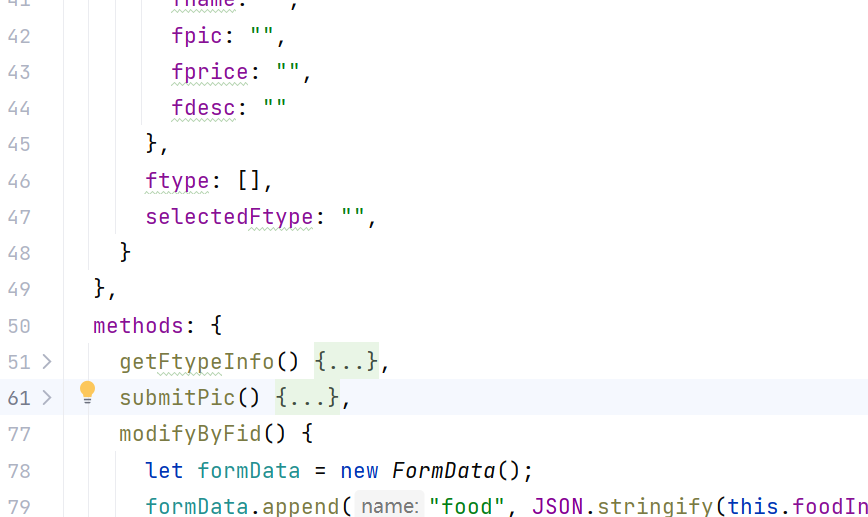 41 fname: "",
42 fpic: "",
43 fprice: "",
44 fdesc: ""
45 },
46 ftype: [],
47 selectedFtype: "",
48 }
49 },
50 methods: {
51 getFtypeInfo() {...},
61 submitPic() {...},
77 modifyByFid() {
78 let formData = new FormData();
79 formData.append( name: "food", JSON.stringify(this.foodIn